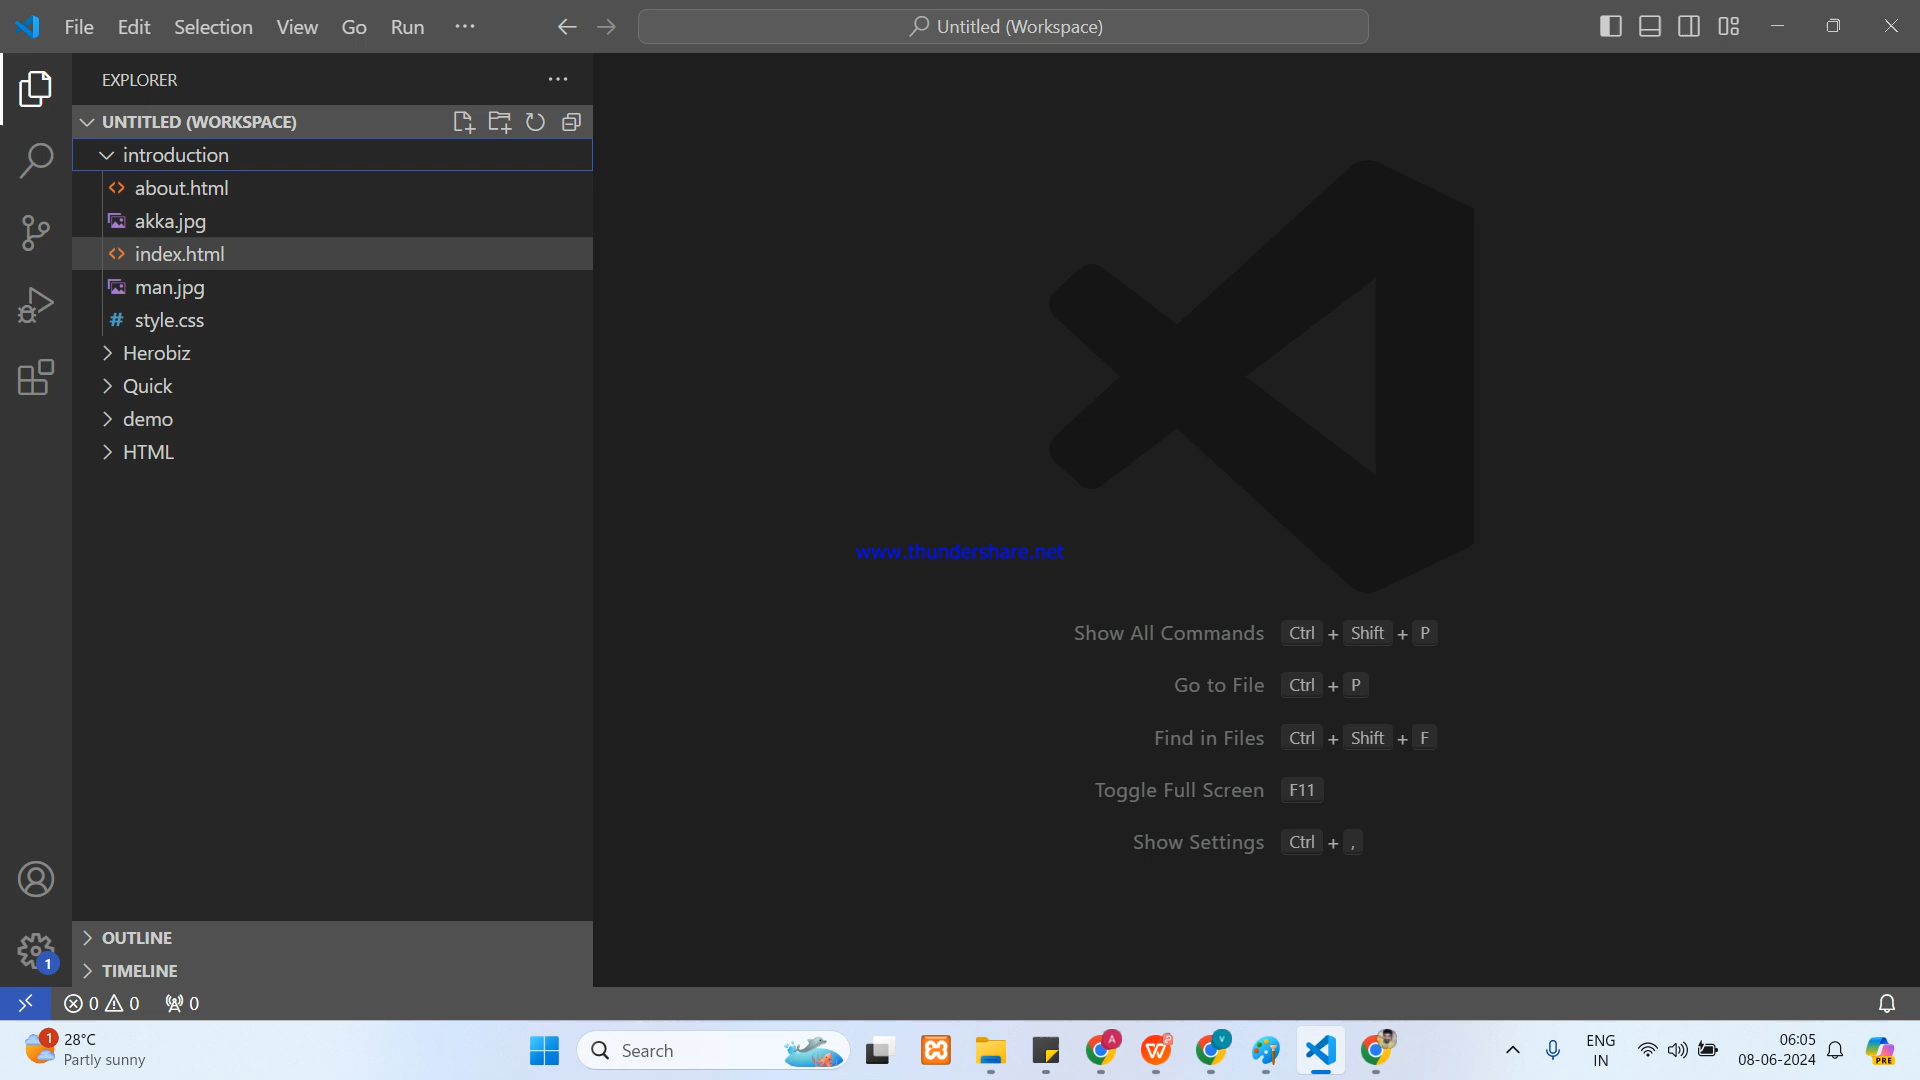 File Edit Selection View Go Run ···
Untitled (Workspace)
EXPLORER
UNTITLED (WORKSPACE)
introduction
about.html
akka.jpg
index.html
man.jpg
# style.css
Herobiz
Quick
demo
HTML
www.thundershare.net
Show All Commands Ctrl + Shift + P
Go to File Ctrl + P
Find in Files Ctrl + Shift + F
Toggle Full Screen F11
Show Settings Ctrl + ,
1
OUTLINE
TIMELINE
0 0 0
1
28°C
Partly sunny
Search
A
V
ENG
IN
06:05
08-06-2024
PRE